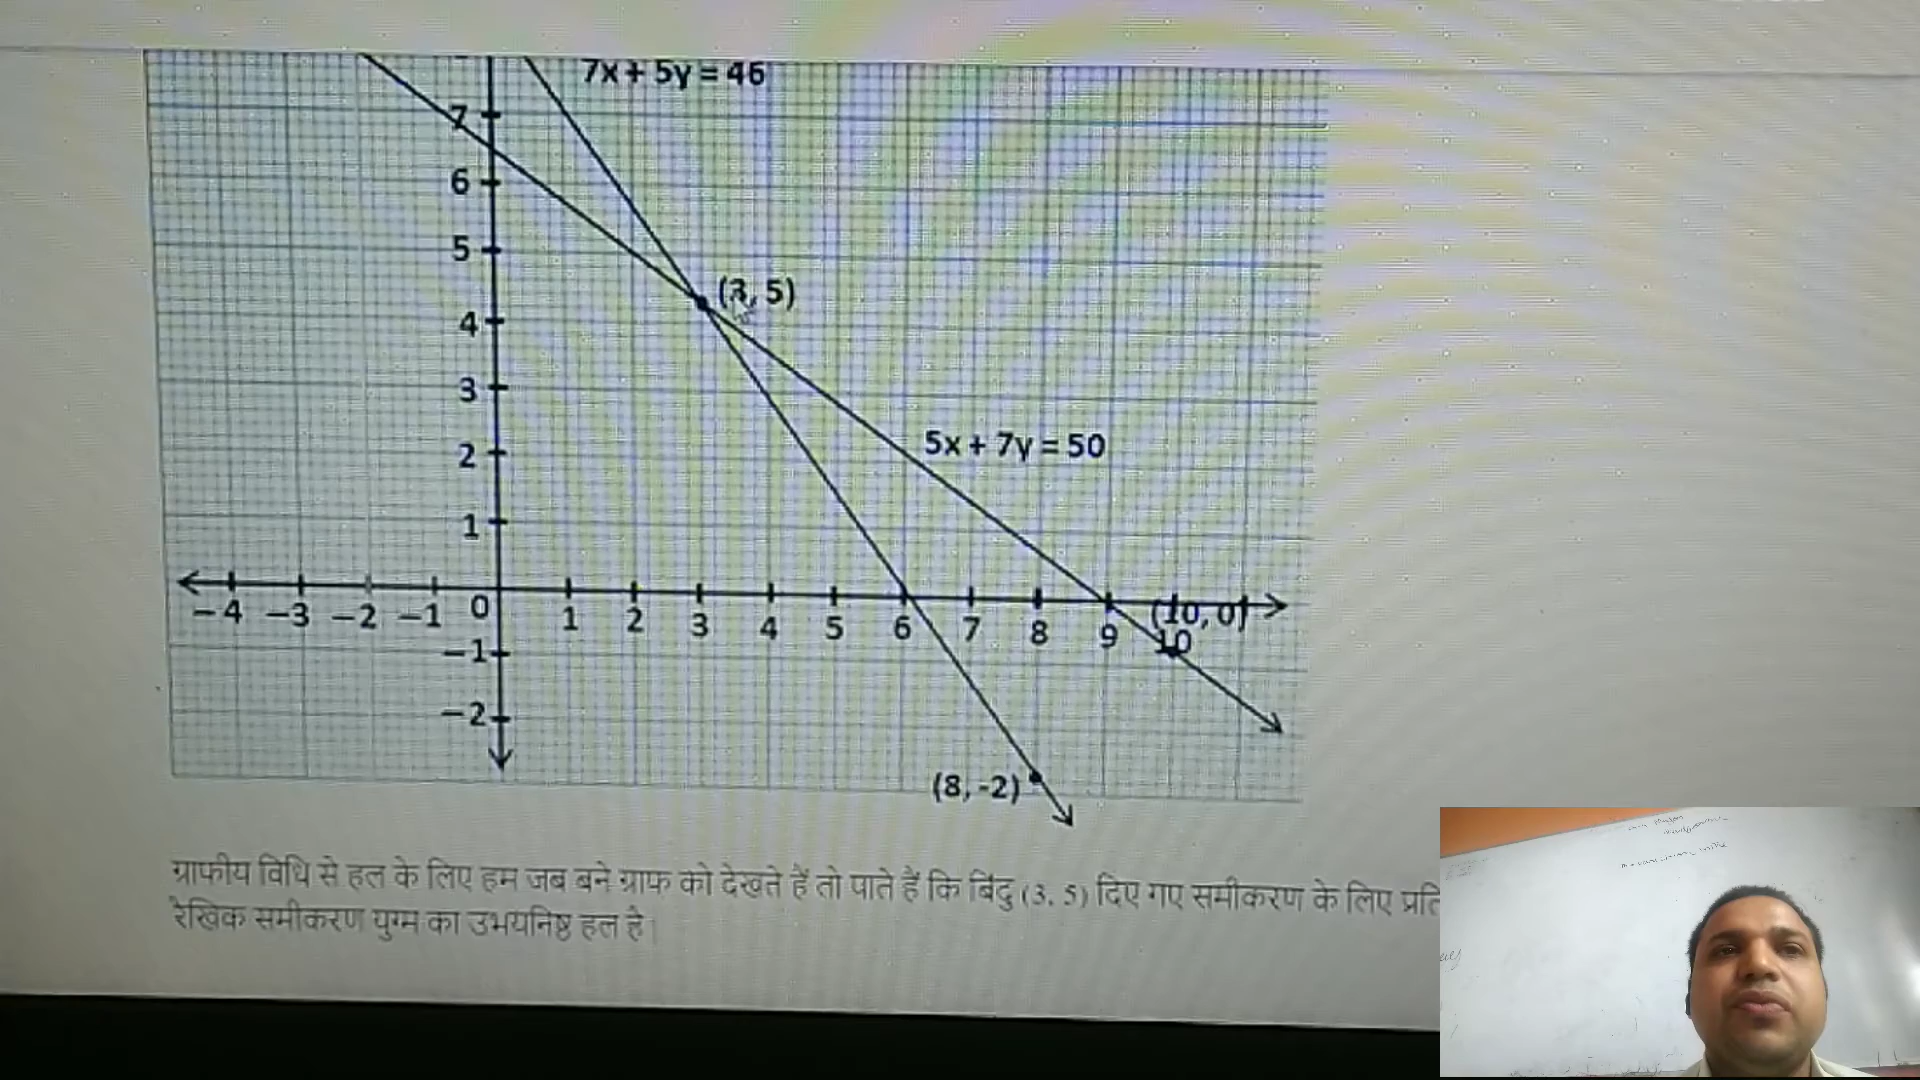 7x + 5y = 46
7
6
5
(3, 5)
4
3
5x + 7y = 50
2
1
−4 −3 −2 −1 0 1 2 3 4 5 6 7 8 9 10
(10, 0)
−1
−2
(8, -2)
ग्राफीय विधि से हल के लिए हम जब बने ग्राफ को देखते हैं तो पाते हैं कि बिंदु (3, 5) दिए गए समीकरण के लिए प्रति
रेखिक समीकरण युग्म का उभयनिष्ठ हल है।